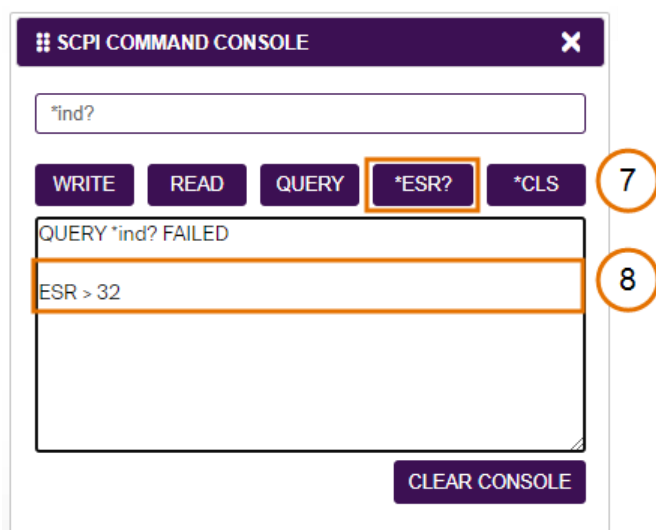 SCPI COMMAND CONSOLE
*ind?
WRITE READ QUERY *ESR? *CLS 7
QUERY *ind? FAILED
ESR > 32 8
CLEAR CONSOLE